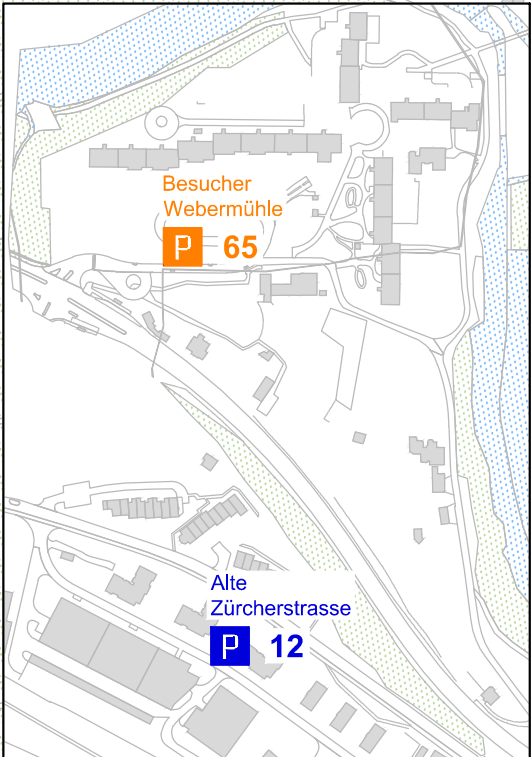 Besucher
Webermühle
P 65
Alte
Zürcherstrasse
P 12